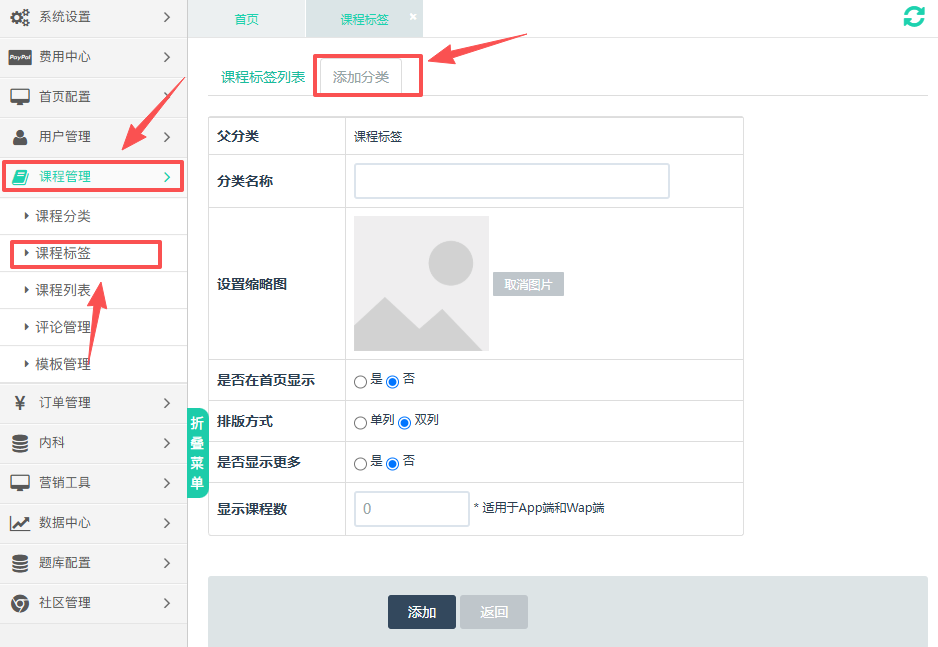 系统设置
首页
课程标签
费用中心
首页配置
课程标签列表
添加分类
用户管理
父分类
课程标签
课程管理
分类名称
课程分类
课程标签
设置缩略图
取消图片
课程列表
评论管理
模板管理
是否在首页显示
是 否
订单管理
排版方式
单列 双列
折叠菜单
内科
是否显示更多
是 否
营销工具
显示课程数
0
* 适用于App端和Wap端
数据中心
题库配置
社区管理
添加
返回
PayPal
¥